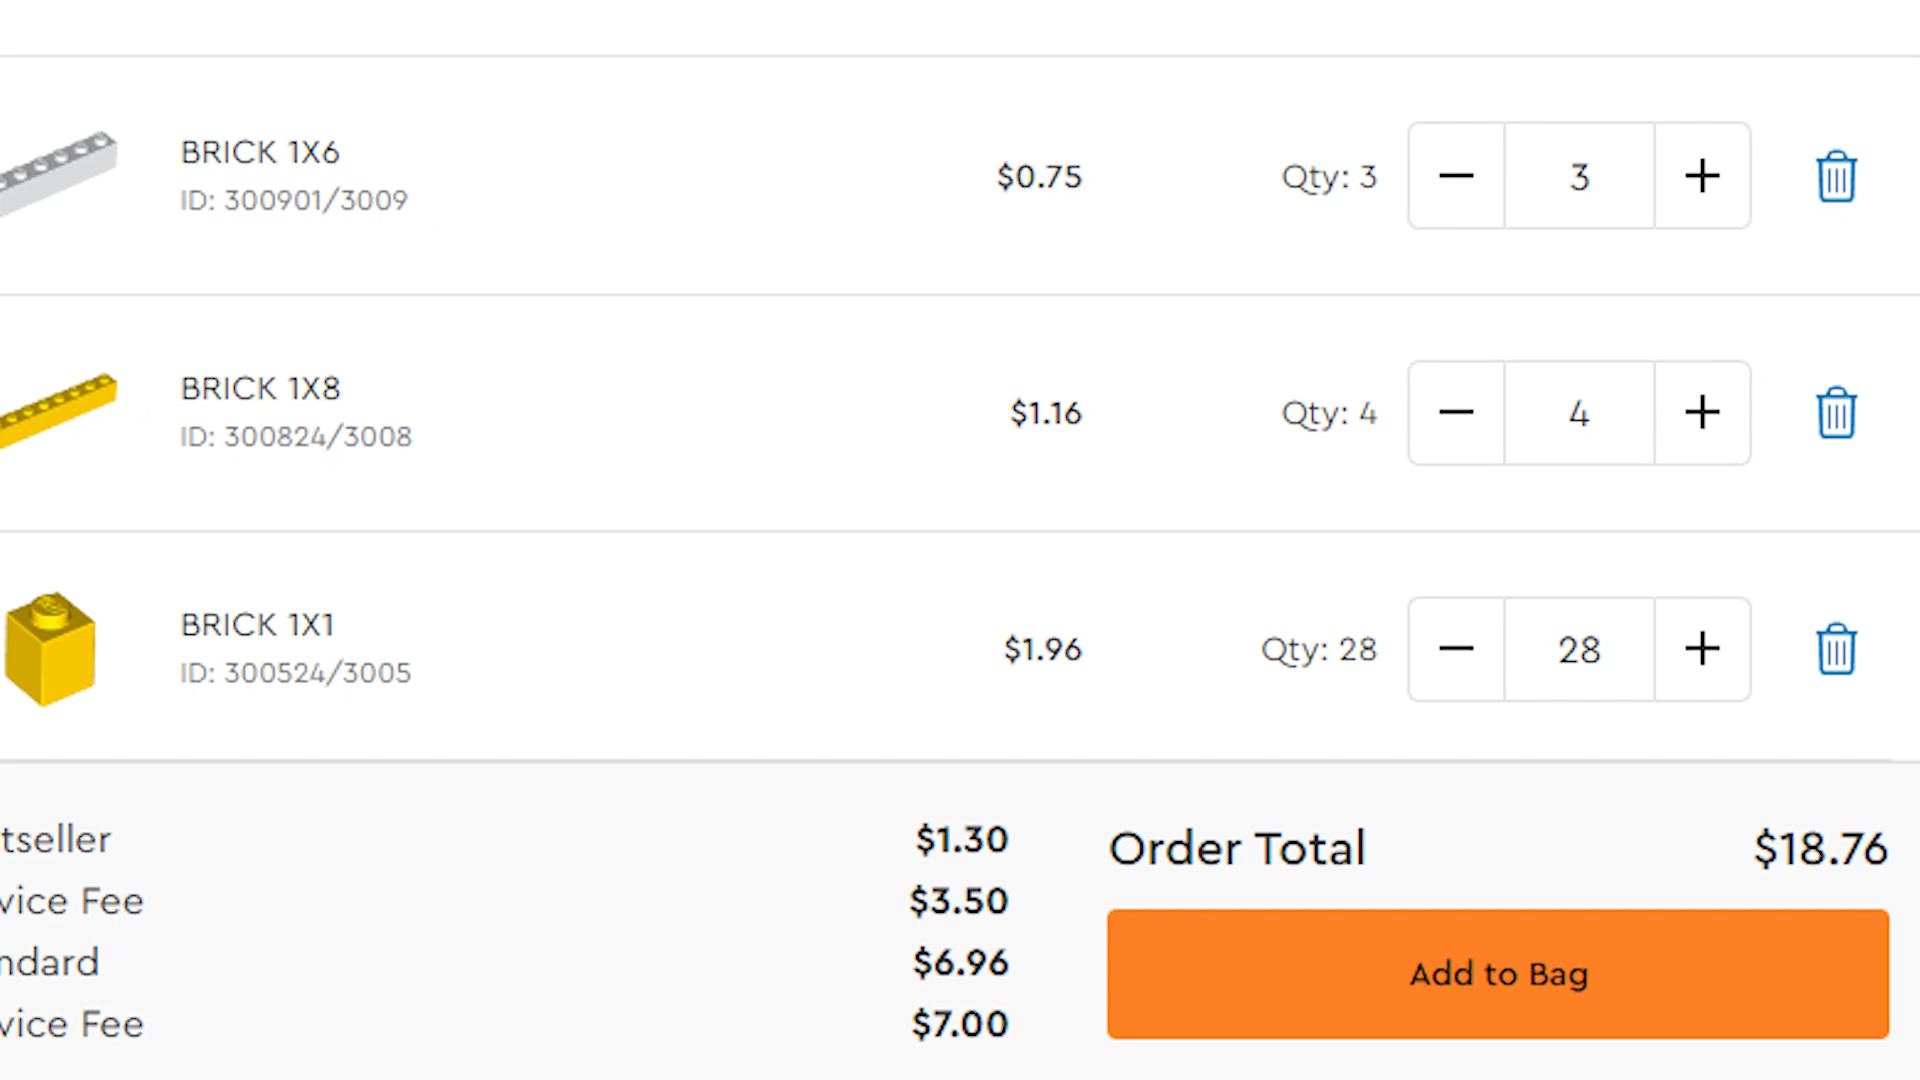 BRICK 1X6
ID: 300901/3009
$0.75
Qty: 3
3
BRICK 1X8
ID: 300824/3008
$1.16
Qty: 4
4
BRICK 1X1
ID: 300524/3005
$1.96
Qty: 28
28
tseller $1.30
vice Fee $3.50
ndard $6.96
vice Fee $7.00
Order Total $18.76
Add to Bag